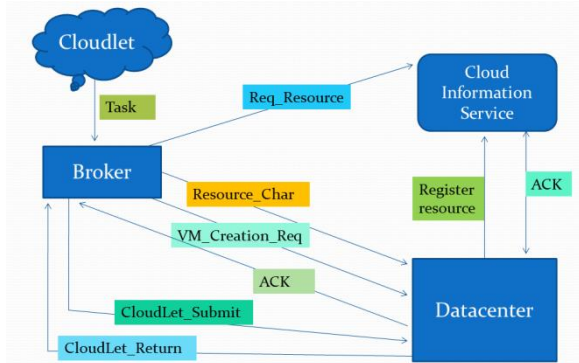 Cloudlet
Task
Req_Resource
Cloud
Information
Service
Broker
Resource_Char
Register
resource
ACK
VM_Creation_Req
ACK
CloudLet_Submit
Datacenter
CloudLet_Return